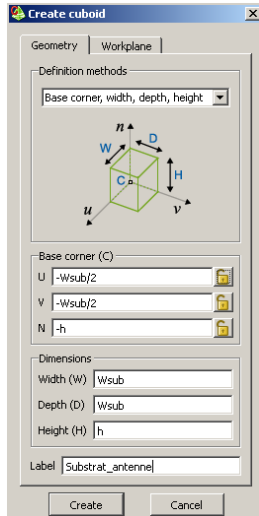 Create cuboid
Geometry Workplane
Definition methods
Base corner, width, depth, height
n
W D
H
C
u v
Base corner (C)
U -Wsub/2
V -Wsub/2
N -h
Dimensions
Width (W) Wsub
Depth (D) Wsub
Height (H) h
Label Substrat_antenne
Create Cancel